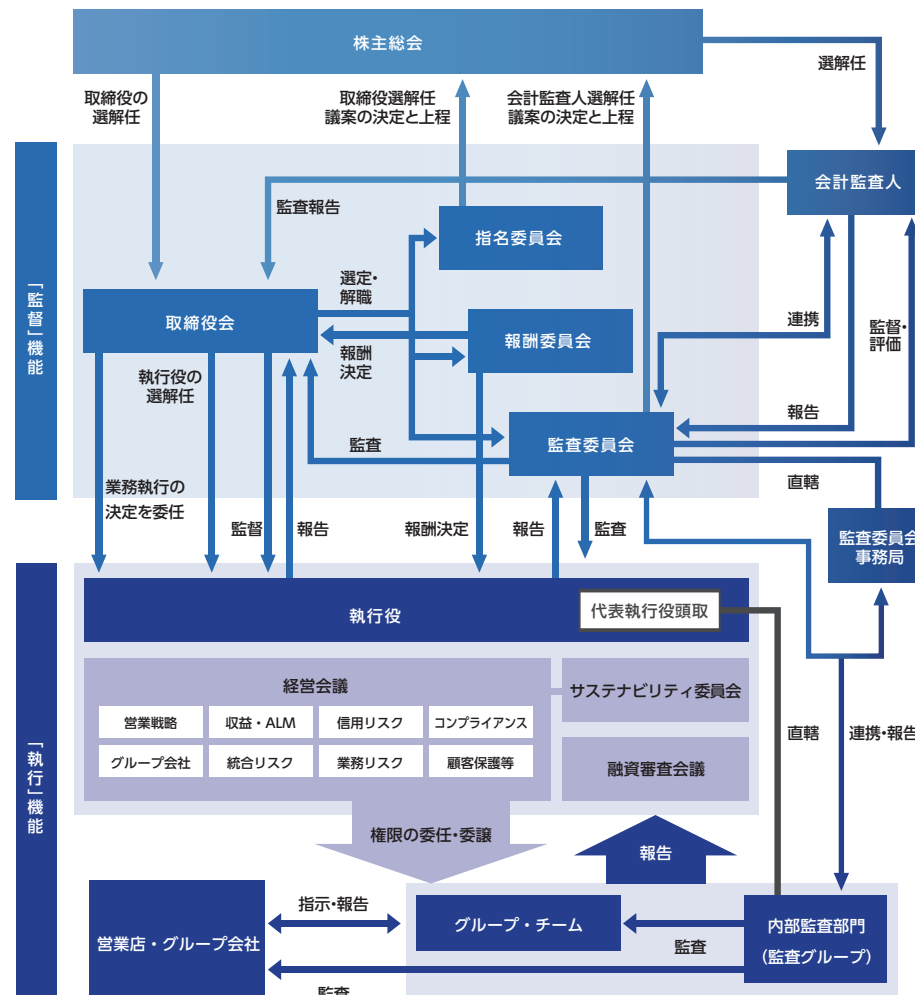 株主総会
選解任
取締役の
選解任
取締役選解任
議案の決定と上程
会計監査人選解任
議案の決定と上程
「監督」機能
会計監査人
監査報告
指名委員会
選定・
解職
取締役会
報酬委員会
連携
監督・
評価
報酬
決定
執行役の
選解任
報告
監査
監査委員会
直轄
業務執行の
決定を委任
監督
報告
報酬決定
報告
監査
監査委員会
事務局
「執行」機能
執行役
代表執行役頭取
経営会議
サステナビリティ委員会
営業戦略
収益・ALM
信用リスク
コンプライアンス
直轄
連携・報告
グループ会社
統合リスク
業務リスク
顧客保護等
融資審査会議
権限の委任・委譲
報告
指示・報告
グループ・チーム
内部監査部門
(監査グループ)
営業店・グループ会社
監査
監査